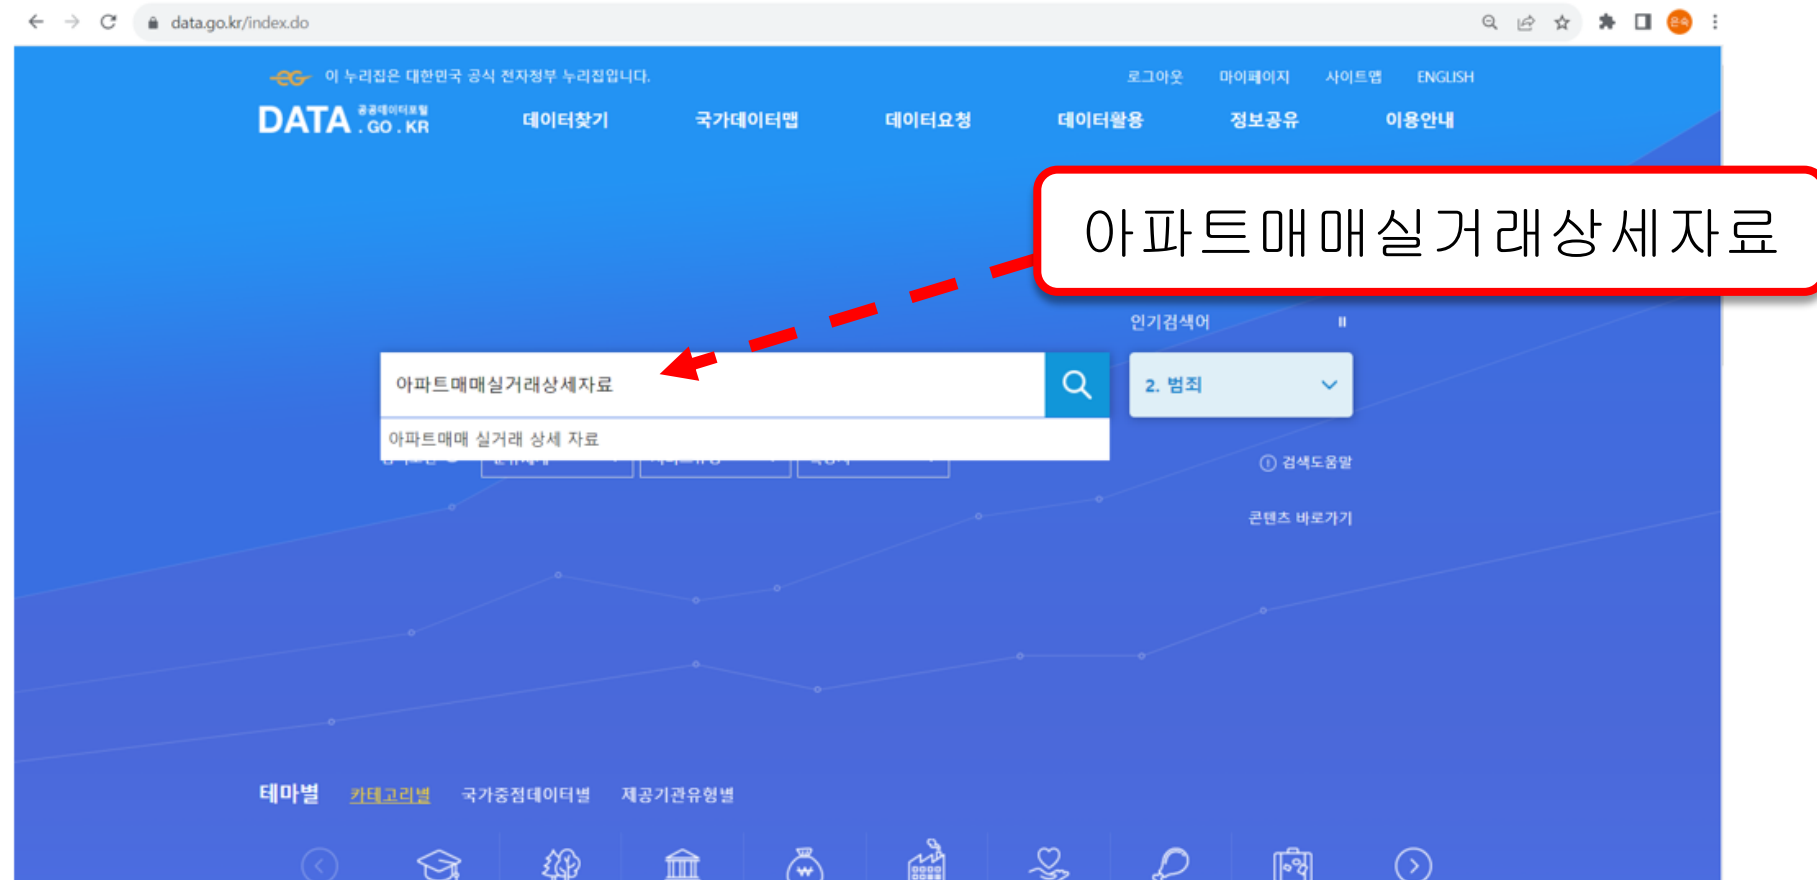 data.go.kr/index.do
은숙
이 누리집은 대한민국 공식 전자정부 누리집입니다.
로그아웃 마이페이지 사이트맵 ENGLISH
DATA 공공데이터포털 . GO . KR
데이터찾기 국가데이터맵 데이터요청 데이터활용 정보공유 이용안내
아파트매매실거래상세자료
인기검색어
아파트매매실거래상세자료
2. 범죄
아파트매매 실거래 상세 자료
검색도움말
콘텐츠 바로가기
테마별 카테고리별 국가중점데이터별 제공기관유형별